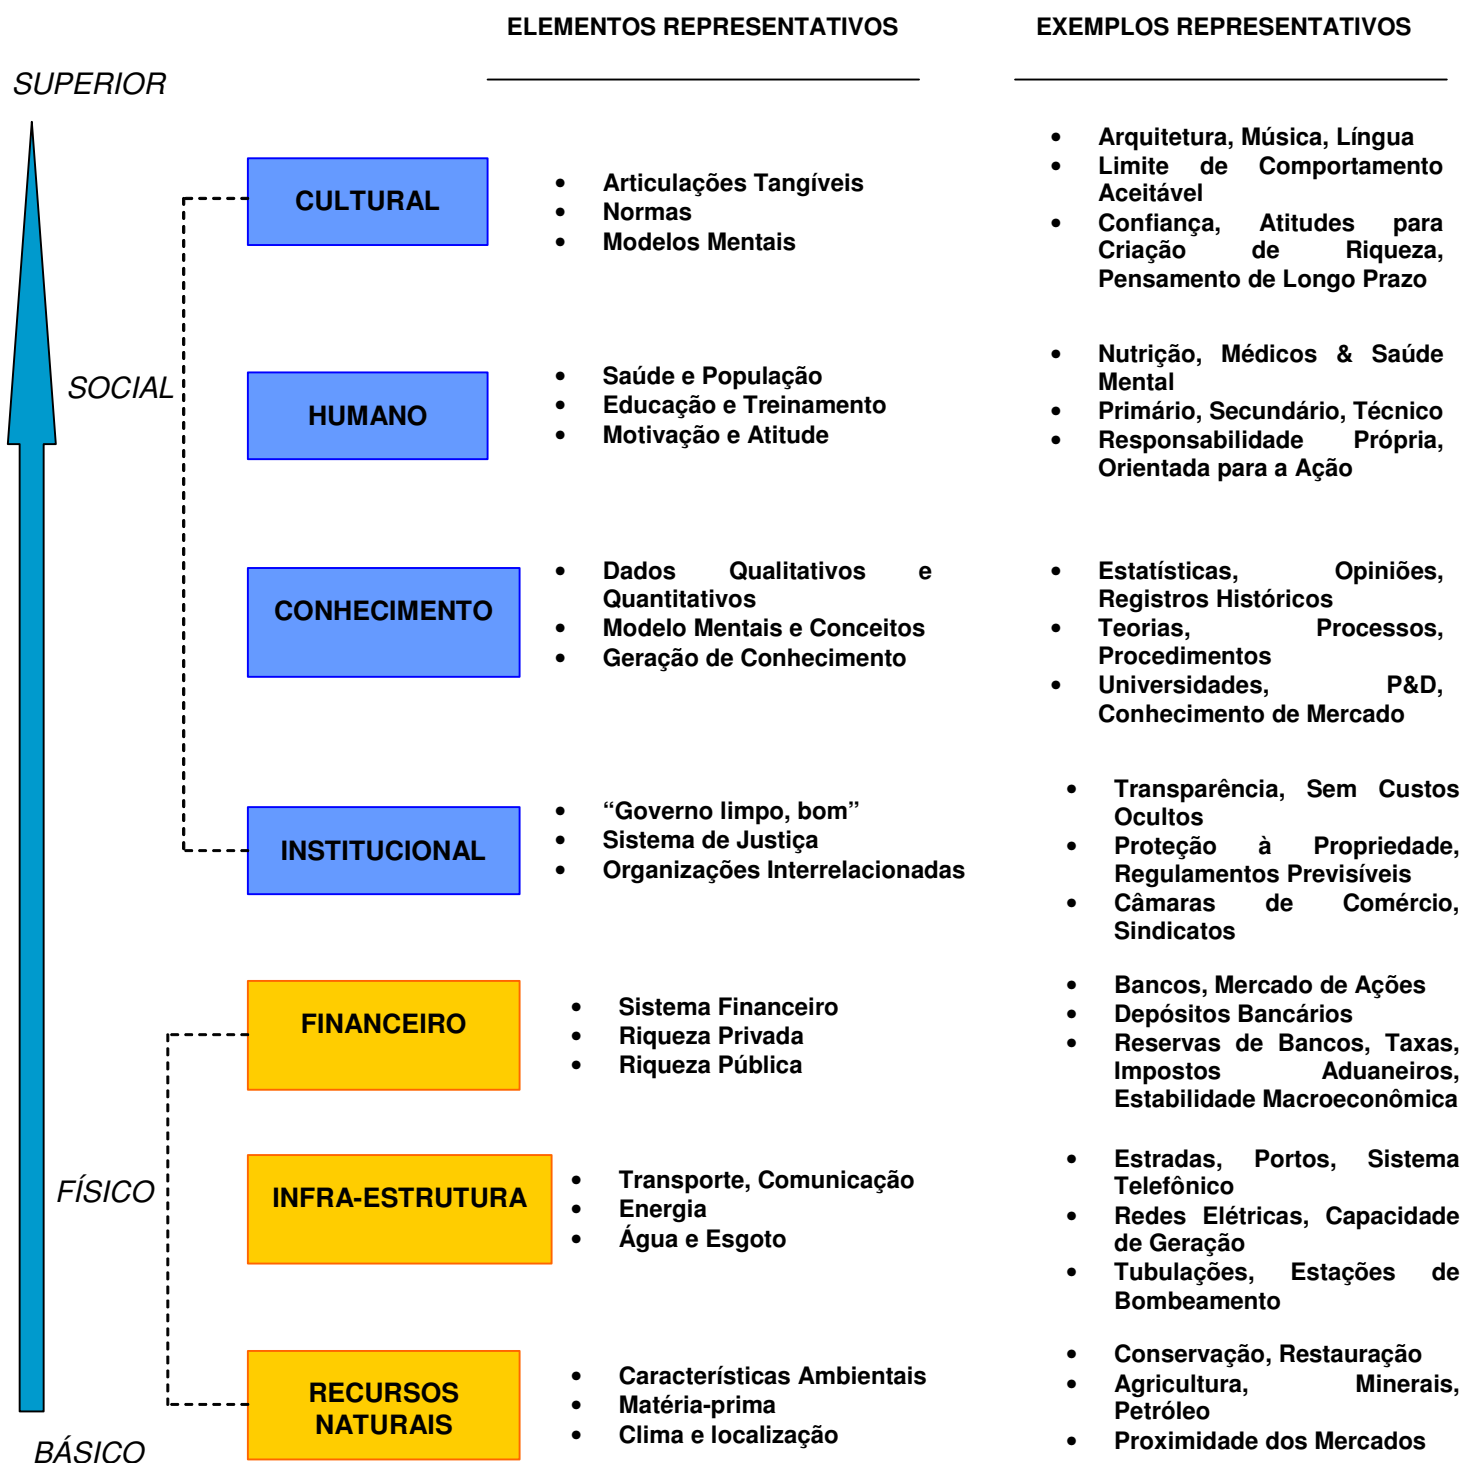 ELEMENTOS REPRESENTATIVOS
EXEMPLOS REPRESENTATIVOS
SUPERIOR
SOCIAL
CULTURAL
• Articulações Tangíveis
• Normas
• Modelos Mentais
• Arquitetura, Música, Língua
• Limite de Comportamento
Aceitável
• Confiança, Atitudes para
Criação de Riqueza,
Pensamento de Longo Prazo
HUMANO
• Saúde e População
• Educação e Treinamento
• Motivação e Atitude
• Nutrição, Médicos & Saúde
Mental
• Primário, Secundário, Técnico
• Responsabilidade Própria,
Orientada para a Ação
CONHECIMENTO
• Dados Qualitativos e
Quantitativos
• Modelo Mentais e Conceitos
• Geração de Conhecimento
• Estatísticas, Opiniões,
Registros Históricos
• Teorias, Processos,
Procedimentos
• Universidades, P&D,
Conhecimento de Mercado
INSTITUCIONAL
• “Governo limpo, bom”
• Sistema de Justiça
• Organizações Interrelacionadas
• Transparência, Sem Custos
Ocultos
• Proteção à Propriedade,
Regulamentos Previsíveis
• Câmaras de Comércio,
Sindicatos
FÍSICO
FINANCEIRO
• Sistema Financeiro
• Riqueza Privada
• Riqueza Pública
• Bancos, Mercado de Ações
• Depósitos Bancários
• Reservas de Bancos, Taxas,
Impostos Aduaneiros,
Estabilidade Macroeconômica
INFRA-ESTRUTURA
• Transporte, Comunicação
• Energia
• Água e Esgoto
• Estradas, Portos, Sistema
Telefônico
• Redes Elétricas, Capacidade
de Geração
• Tubulações, Estações de
Bombeamento
RECURSOS
NATURAIS
• Características Ambientais
• Matéria-prima
• Clima e localização
• Conservação, Restauração
• Agricultura, Minerais,
Petróleo
• Proximidade dos Mercados
BÁSICO